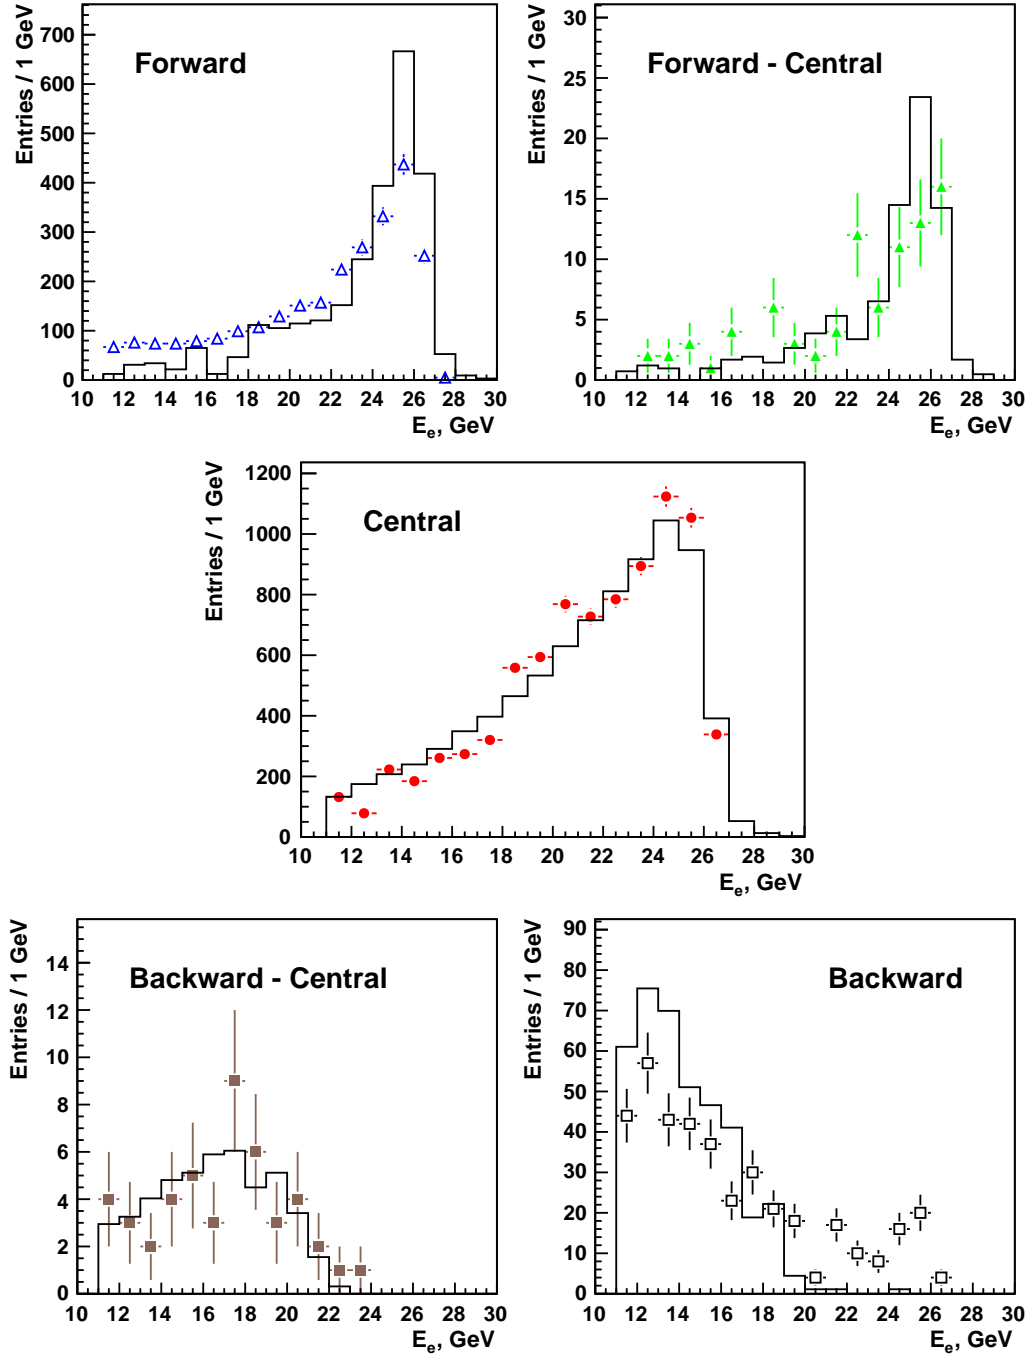 Entries / 1 GeV
Forward
700
600
500
400
300
200
100
0
10 12 14 16 18 20 22 24 26 28 30
E_e, GeV
Entries / 1 GeV
Forward - Central
30
25
20
15
10
5
0
10 12 14 16 18 20 22 24 26 28 30
E_e, GeV
Entries / 1 GeV
Central
1200
1000
800
600
400
200
0
10 12 14 16 18 20 22 24 26 28 30
E_e, GeV
Entries / 1 GeV
Backward - Central
14
12
10
8
6
4
2
0
10 12 14 16 18 20 22 24 26 28 30
E_e, GeV
Entries / 1 GeV
Backward
90
80
70
60
50
40
30
20
10
0
10 12 14 16 18 20 22 24 26 28 30
E_e, GeV